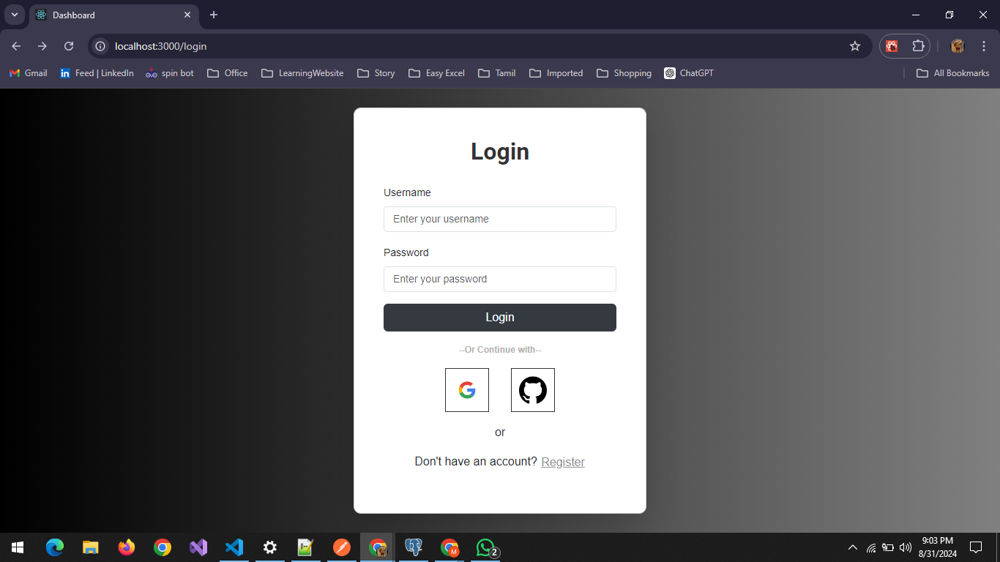 Dashboard
localhost:3000/login
Gmail Feed | LinkedIn spin bot Office LearningWebsite Story Easy Excel Tamil Imported Shopping ChatGPT All Bookmarks
Login
Username
Enter your username
Password
Enter your password
Login
--Or Continue with--
or
Don't have an account? Register
9:03 PM
8/31/2024
2